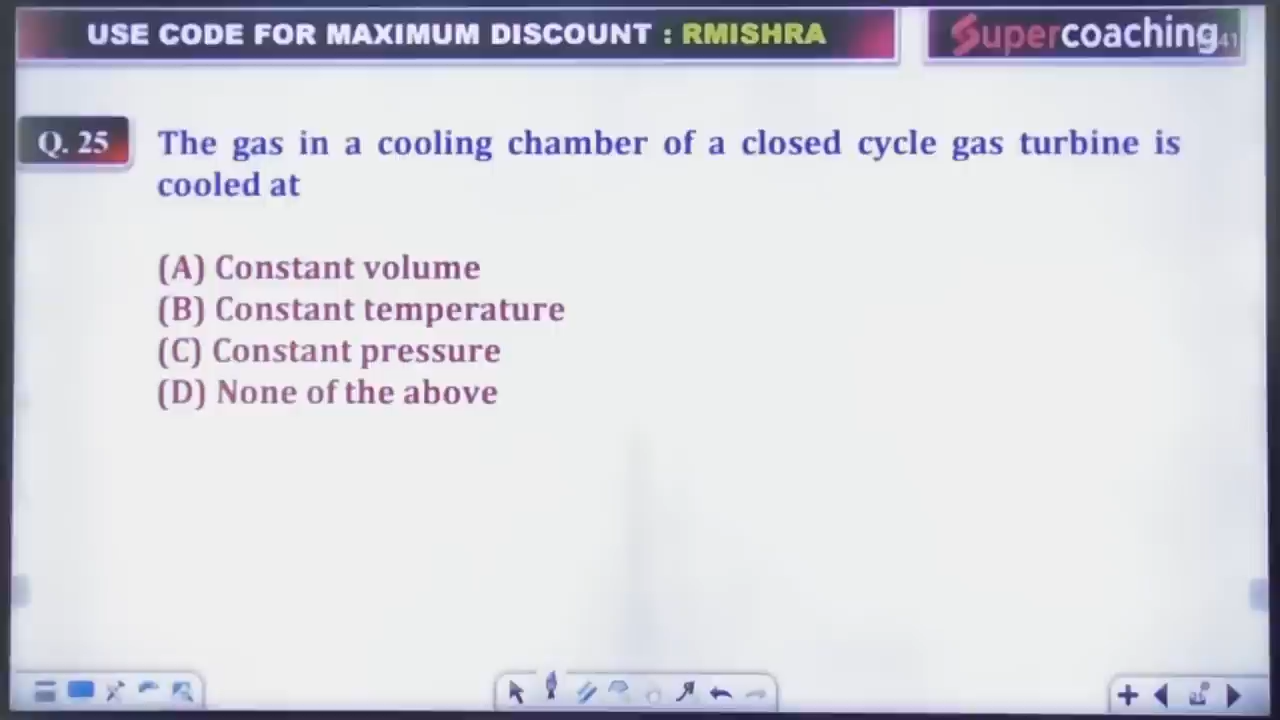 USE CODE FOR MAXIMUM DISCOUNT : RMISHRA
Supercoaching
Q. 25
The gas in a cooling chamber of a closed cycle gas turbine is
cooled at
(A) Constant volume
(B) Constant temperature
(C) Constant pressure
(D) None of the above